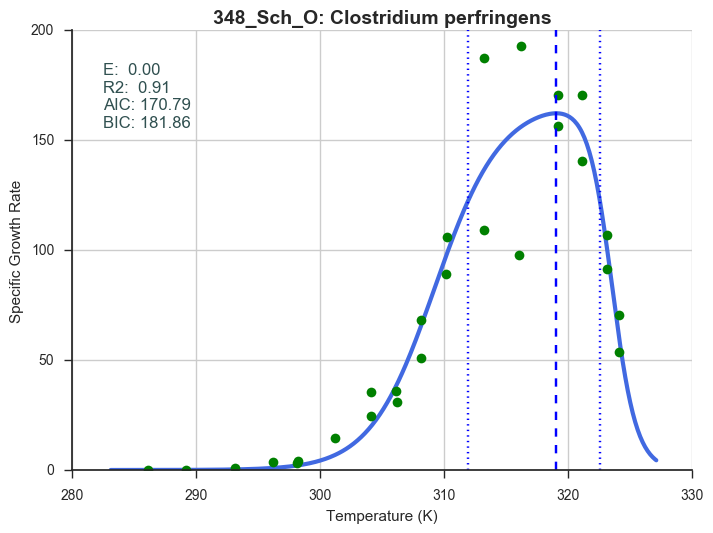 348_Sch_O: Clostridium perfringens
E:  0.00
R2:  0.91
AIC: 170.79
BIC: 181.86
200
150
100
50
0
Specific Growth Rate
280 290 300 310 320 330
Temperature (K)